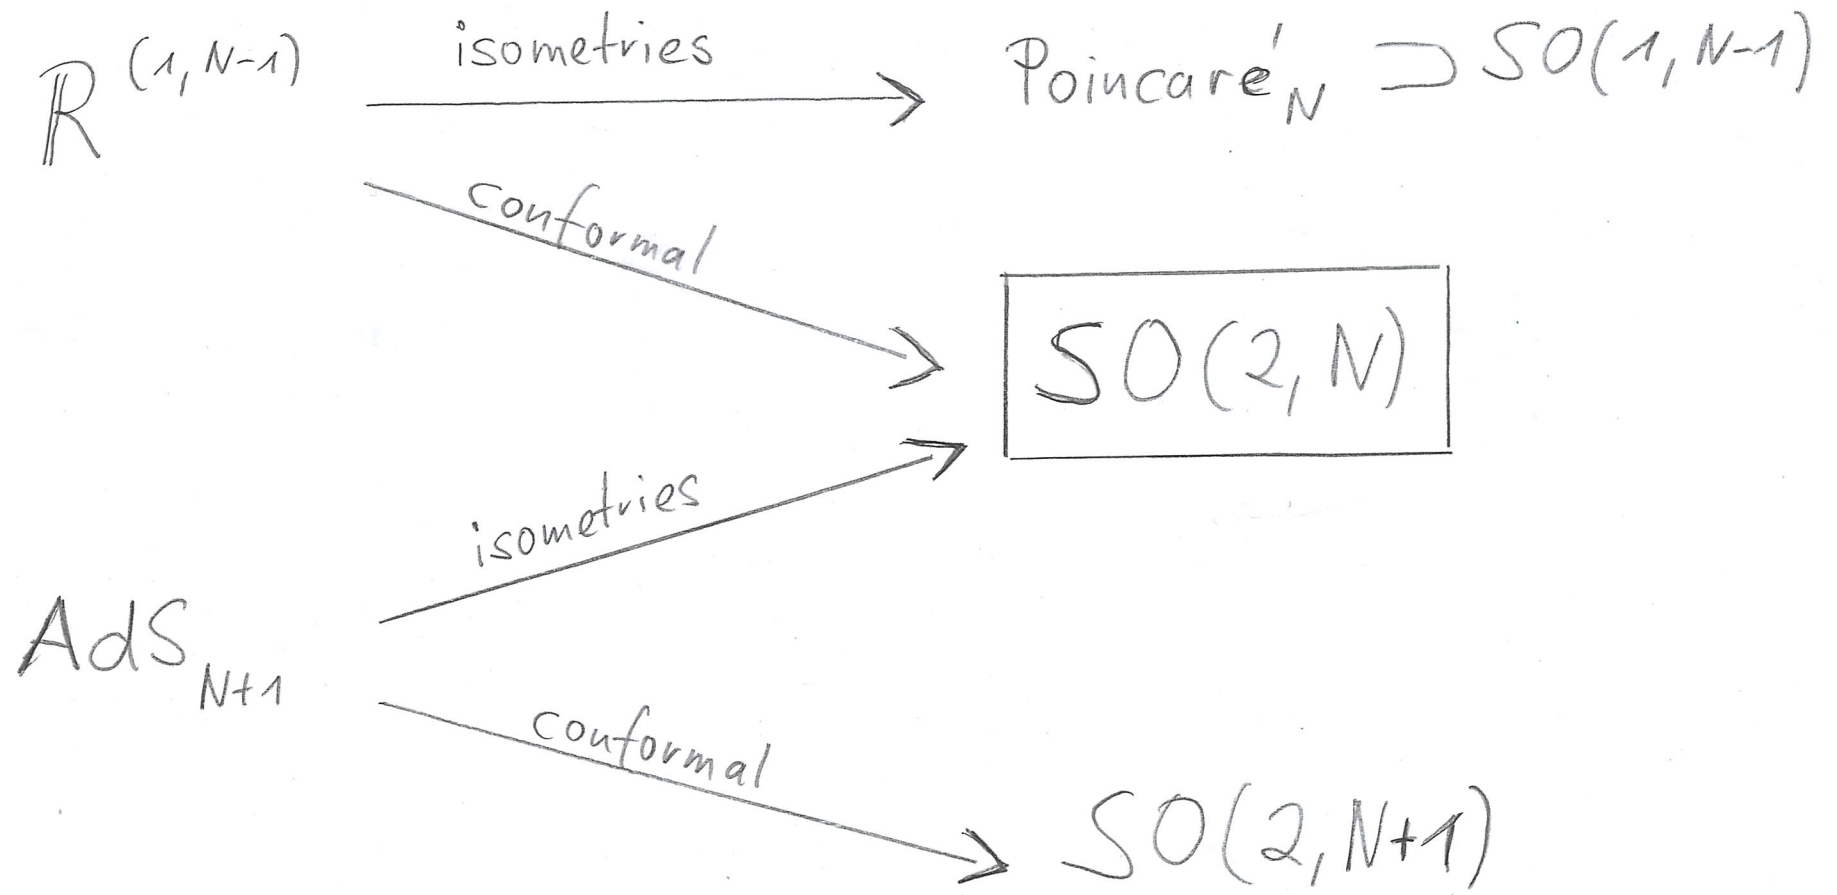 ℝ^(1,N-1) isometries Poincaré_N ⊃ SO(1,N-1)
conformal
SO(2,N)
isometries
AdS_N+1
conformal
SO(2,N+1)